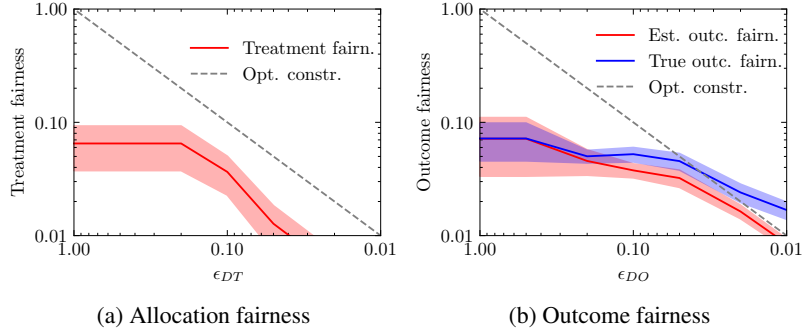 1.00
0.10
0.01
Treatment fairness
Treatment fairn.
Opt. constr.
1.00
0.10
0.01
ϵDT
(a) Allocation fairness
1.00
0.10
0.01
Outcome fairness
Est. outc. fairn.
True outc. fairn.
Opt. constr.
1.00
0.10
0.01
ϵDO
(b) Outcome fairness